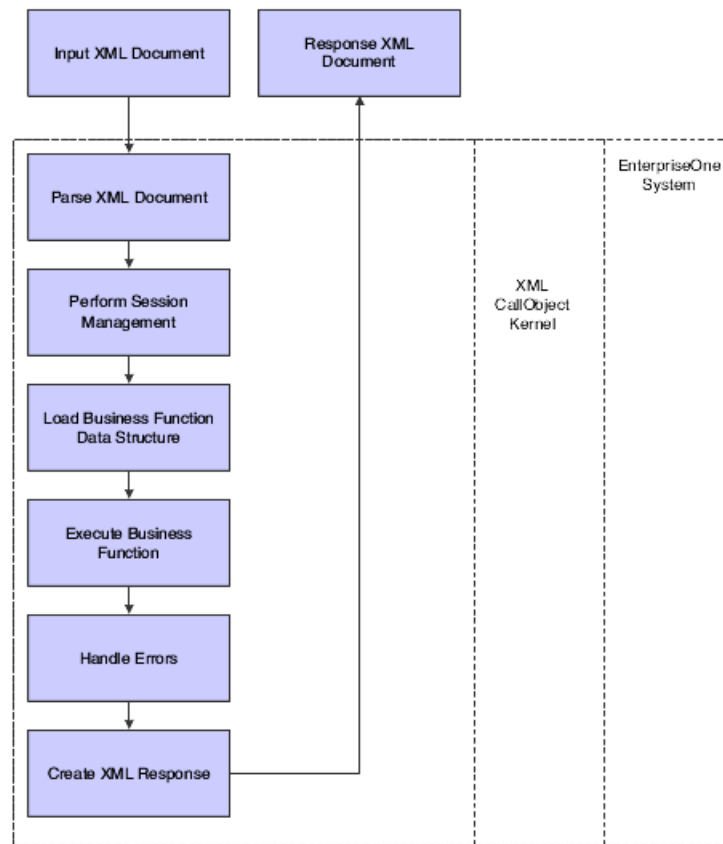 Input XML Document
Response XML
Document
Parse XML Document
EnterpriseOne
System
Perform Session
Management
XML
CallObject
Kernel
Load Business Function
Data Structure
Execute Business
Function
Handle Errors
Create XML Response